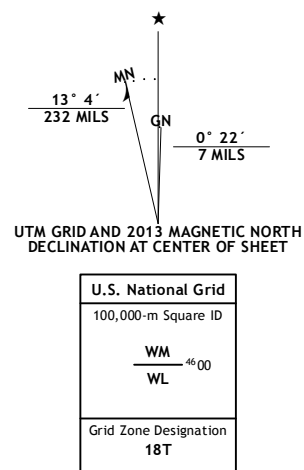 ★
MN
13° 4´
232 MILS
GN
0° 22´
7 MILS
UTM GRID AND 2013 MAGNETIC NORTH
DECLINATION AT CENTER OF SHEET
U.S. National Grid
100,000-m Square ID
WM
WL
4600
Grid Zone Designation
18T